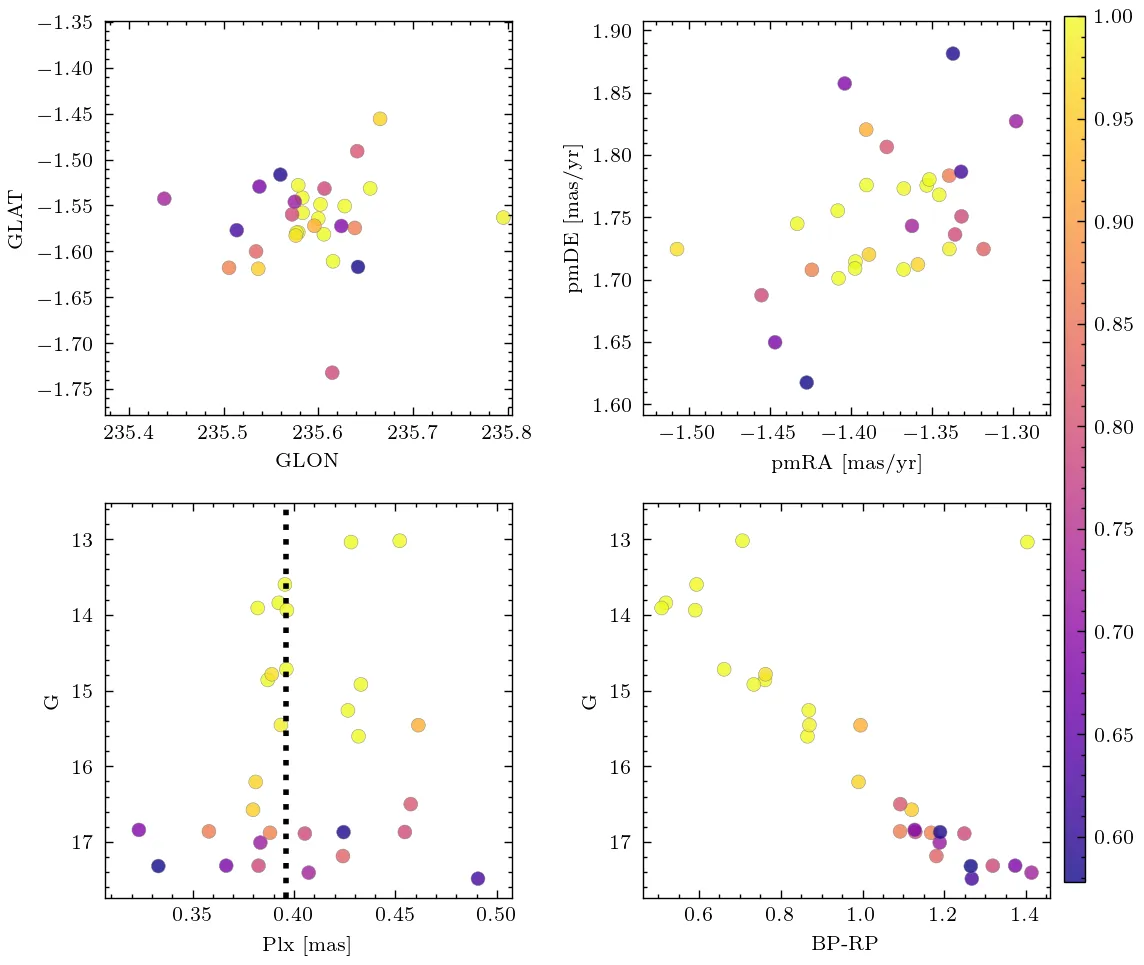 −1.35
−1.40
−1.45
−1.50
−1.55
−1.60
−1.65
−1.70
−1.75
GLAT
235.4 235.5 235.6 235.7 235.8
GLON
1.90
1.85
1.80
1.75
1.70
1.65
1.60
pmDE [mas/yr]
−1.50 −1.45 −1.40 −1.35 −1.30
pmRA [mas/yr]
1.00
0.95
0.90
0.85
0.80
0.75
0.70
0.65
0.60
13
14
15
16
17
G
0.35 0.40 0.45 0.50
Plx [mas]
13
14
15
16
17
G
0.6 0.8 1.0 1.2 1.4
BP-RP